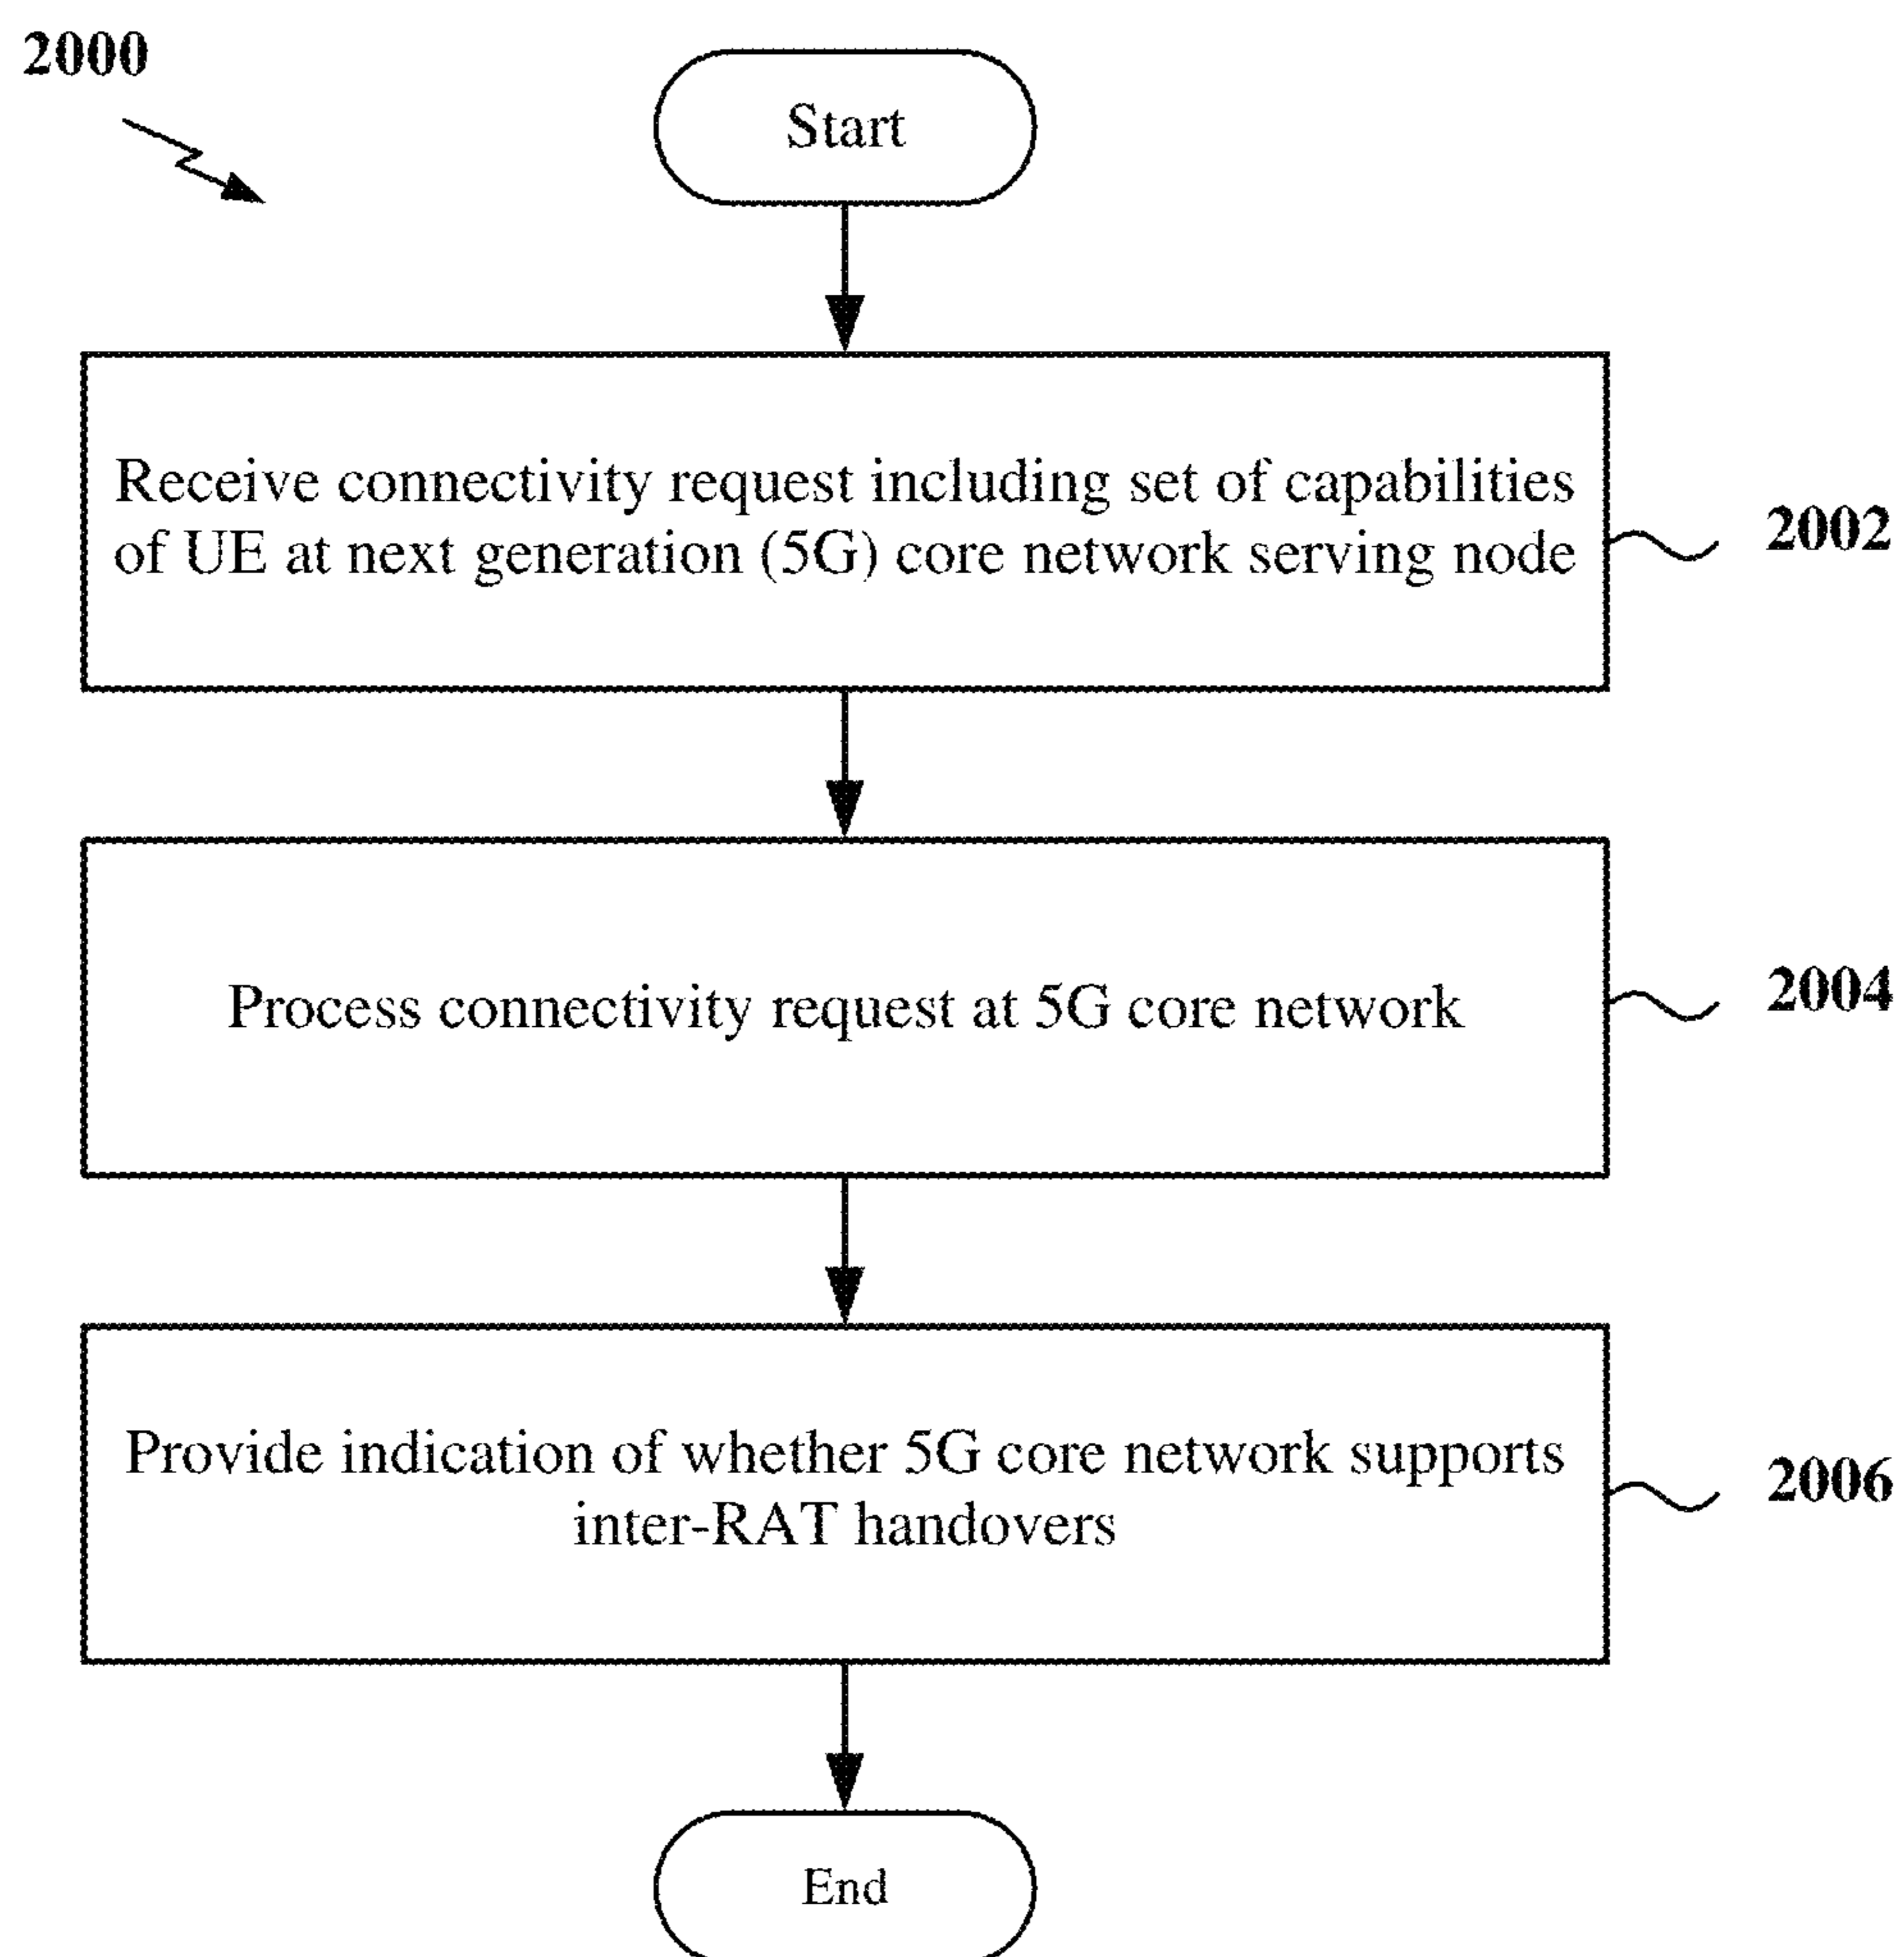 2000
Start
Receive connectivity request including set of capabilities
of UE at next generation (5G) core network serving node
2002
Process connectivity request at 5G core network
2004
Provide indication of whether 5G core network supports
inter-RAT handovers
2006
End